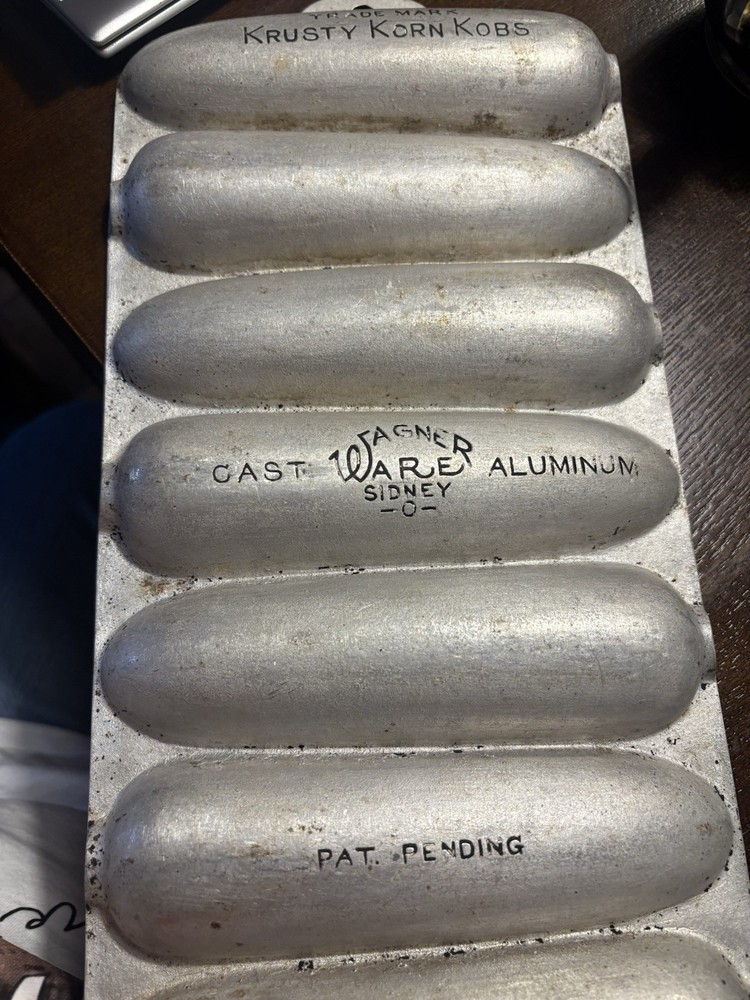 TRADE MARK
KRUSTY KORN KOBS
WAGNER
CAST WARE ALUMINUM
SIDNEY
-O-
PAT. PENDING